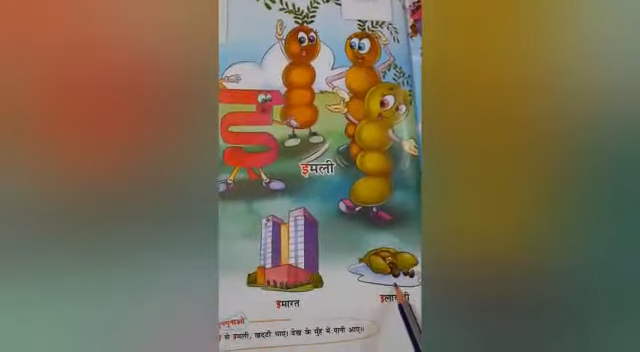 इमली
इमारत
से इमली, खट्टी खाए। देख के मुँह में पानी आए॥